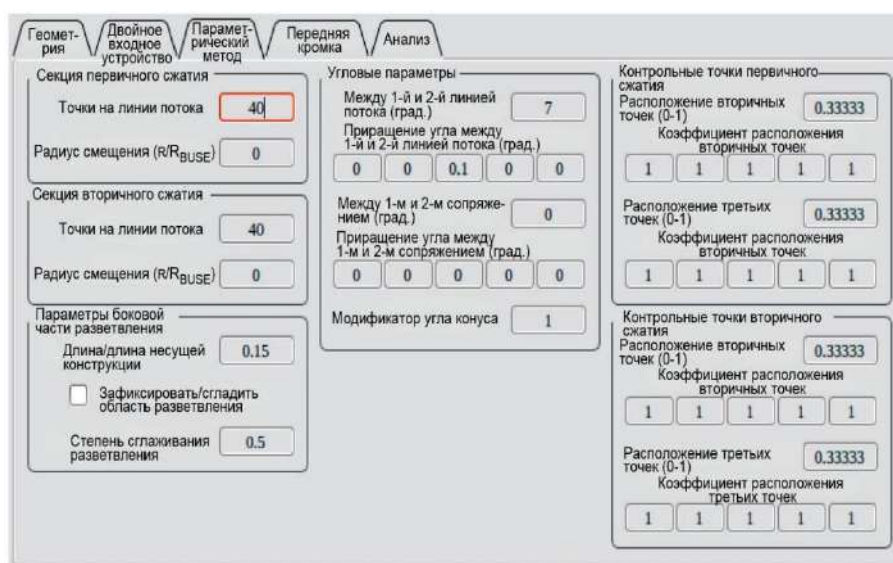 Геомет-
рия
Двойное
входное
устройство
Парамет-
рический
метод
Передняя
кромка
Анализ
Секция первичного сжатия
Точки на линии потока 40
Радиус смещения (R/RBUSE) 0
Секция вторичного сжатия
Точки на линии потока 40
Радиус смещения (R/RBUSE) 0
Параметры боковой
части разветвления
Длина/длина несущей
конструкции 0.15
Зафиксировать/сгладить
область разветвления
Степень сглаживания
разветвления 0.5
Угловые параметры
Между 1-й и 2-й линией
потока (град.) 7
Приращение угла между
1-й и 2-й линией потока (град.)
0 0 0.1 0 0
Между 1-м и 2-м сопряже-
нием (град.) 0
Приращение угла между
1-м и 2-м сопряжением (град.)
0 0 0 0 0
Модификатор угла конуса 1
Контрольные точки первичного
сжатия
Расположение вторичных
точек (0-1) 0.33333
Коэффициент расположения
вторичных точек
1 1 1 1 1
Расположение третьих
точек (0-1) 0.33333
Коэффициент расположения
вторичных точек
1 1 1 1 1
Контрольные точки вторичного
сжатия
Расположение вторичных
точек (0-1) 0.33333
Коэффициент расположения
вторичных точек
1 1 1 1 1
Расположение третьих
точек (0-1) 0.33333
Коэффициент расположения
третьих точек
1 1 1 1 1